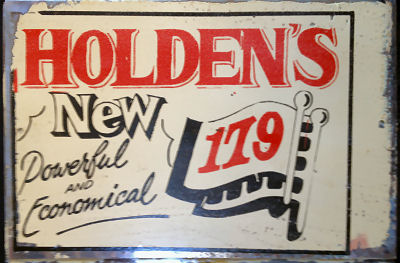 HOLDEN'S
New
179
Powerful
AND
Economical